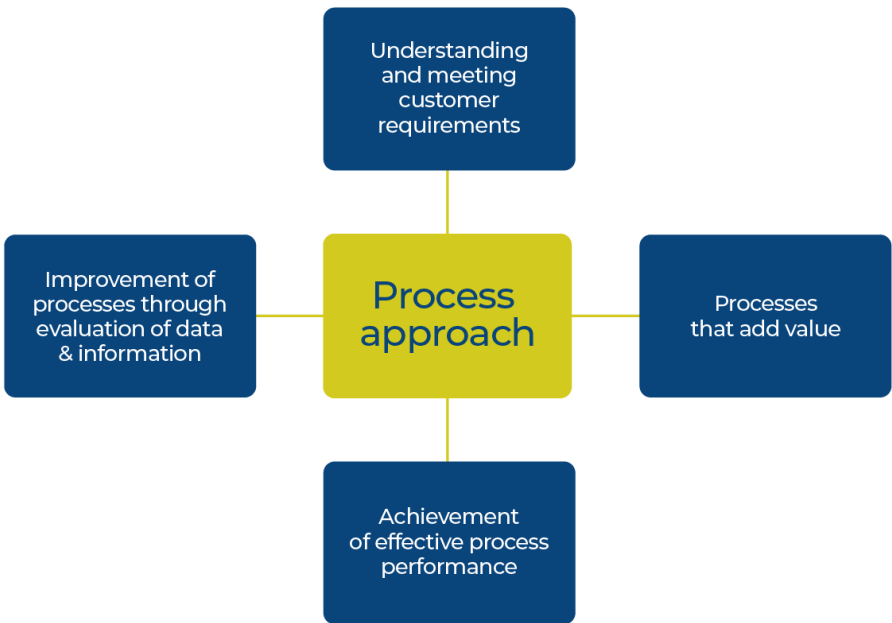 Understanding
and meeting
customer
requirements
Improvement of
processes through
evaluation of data
& information
Process
approach
Processes
that add value
Achievement
of effective process
performance